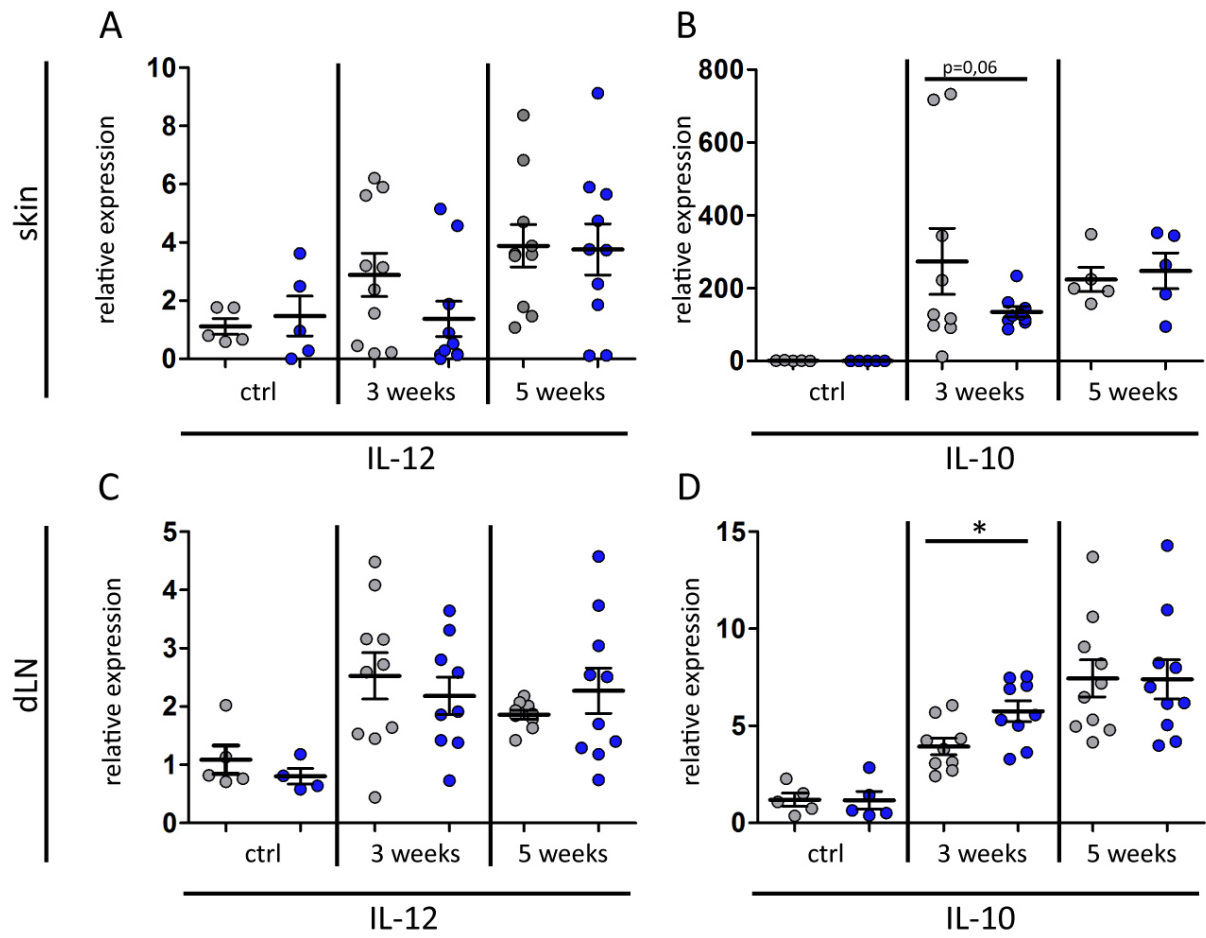 A
skin
relative expression
10
8
6
4
2
0
ctrl
3 weeks
5 weeks
IL-12
B
relative expression
800
600
400
200
0
p=0,06
ctrl
3 weeks
5 weeks
IL-10
C
dLN
relative expression
5
4
3
2
1
0
ctrl
3 weeks
5 weeks
IL-12
D
relative expression
15
10
5
0
*
ctrl
3 weeks
5 weeks
IL-10